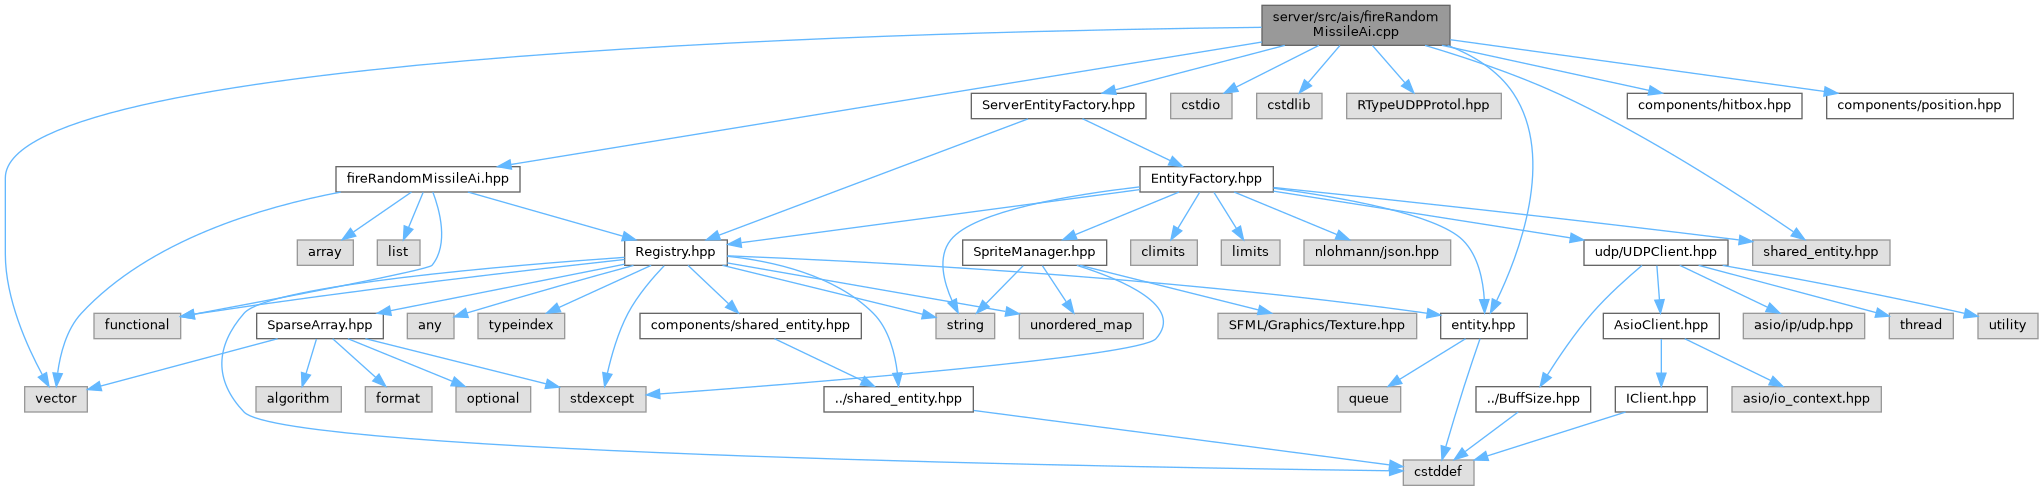 server/src/ais/fireRandom
MissileAi.cpp
ServerEntityFactory.hpp
cstdio
cstdlib
RTypeUDPProtol.hpp
components/hitbox.hpp
components/position.hpp
fireRandomMissileAi.hpp
EntityFactory.hpp
array
list
Registry.hpp
SpriteManager.hpp
climits
limits
nlohmann/json.hpp
udp/UDPClient.hpp
shared_entity.hpp
functional
SparseArray.hpp
any
typeindex
components/shared_entity.hpp
string
unordered_map
SFML/Graphics/Texture.hpp
entity.hpp
AsioClient.hpp
asio/ip/udp.hpp
thread
utility
vector
algorithm
format
optional
stdexcept
../shared_entity.hpp
queue
../BuffSize.hpp
IClient.hpp
asio/io_context.hpp
cstddef